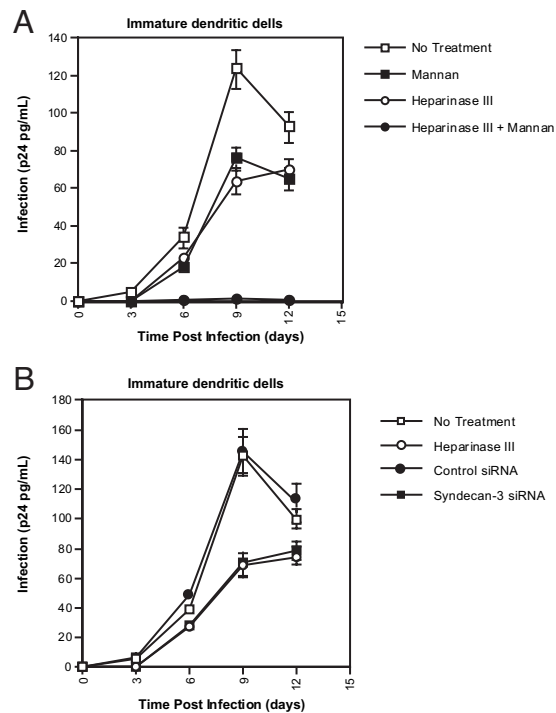 A
Immature dendritic dells
Infection (p24 pg/mL)
140
120
100
80
60
40
20
0
0 3 6 9 12 15
Time Post Infection (days)
No Treatment
Mannan
Heparinase III
Heparinase III + Mannan
B
Immature dendritic dells
Infection (p24 pg/mL)
180
160
140
120
100
80
60
40
20
0
0 3 6 9 12 15
Time Post Infection (days)
No Treatment
Heparinase III
Control siRNA
Syndecan-3 siRNA